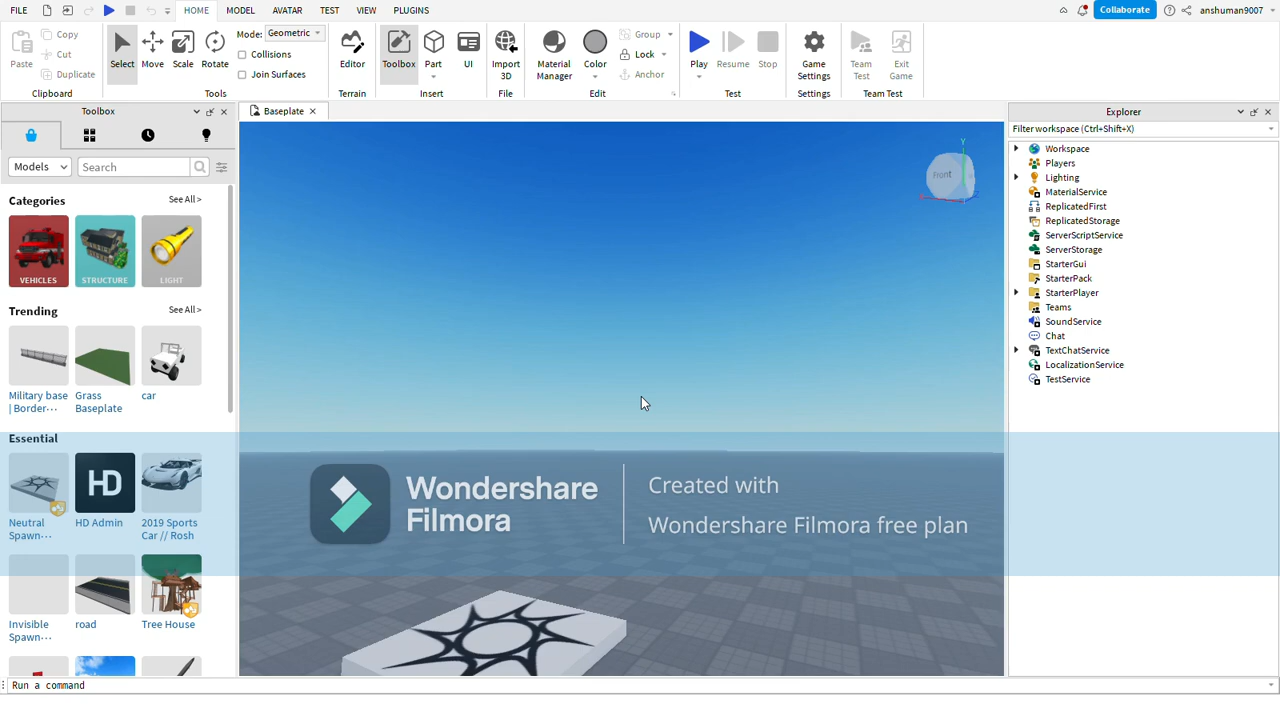 FILE
HOME MODEL AVATAR TEST VIEW PLUGINS
Collaborate
anshuman9007
Paste
Copy
Cut
Duplicate
Clipboard
Select
Move
Scale
Rotate
Mode: Geometric
Collisions
Join Surfaces
Tools
Editor
Terrain
Toolbox
Part
UI
Insert
Import
3D
File
Material
Manager
Color
Group
Lock
Anchor
Edit
Play
Resume
Stop
Test
Game
Settings
Settings
Team
Test
Exit
Game
Team Test
Toolbox
Models
Search
Categories
See All >
VEHICLES
STRUCTURE
LIGHT
Trending
See All >
Military base
| Border···
Grass
Baseplate
car
Essential
HD
Neutral
Spawn···
HD Admin
2019 Sports
Car // Rosh
Invisible
Spawn···
road
Tree House
Baseplate
Y
Front
Wondershare
Filmora
Created with
Wondershare Filmora free plan
Explorer
Filter workspace (Ctrl+Shift+X)
Workspace
Players
Lighting
MaterialService
ReplicatedFirst
ReplicatedStorage
ServerScriptService
ServerStorage
StarterGui
StarterPack
StarterPlayer
Teams
SoundService
Chat
TextChatService
LocalizationService
TestService
Run a command